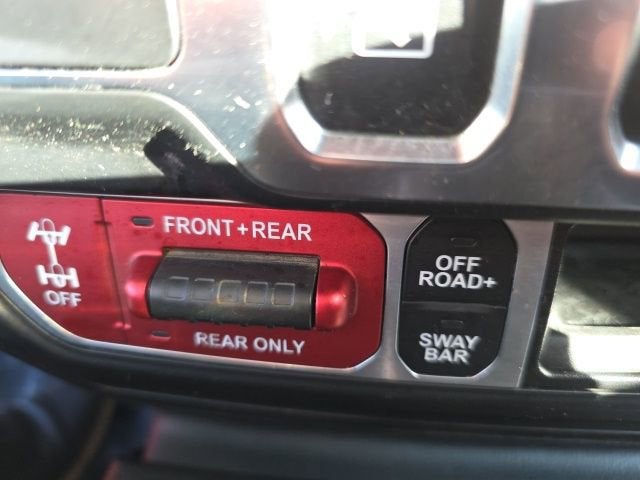 FRONT+REAR
OFF
REAR ONLY
OFF
ROAD+
SWAY
BAR